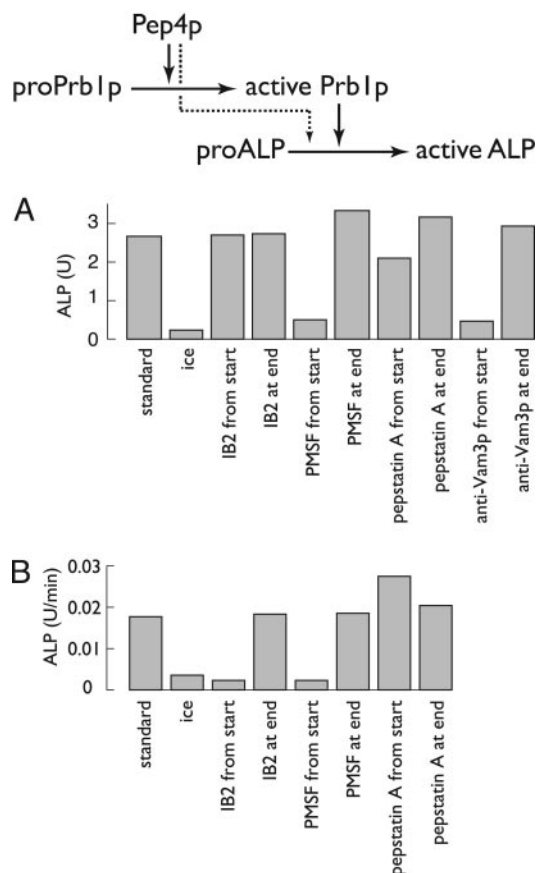 Pep4p
proPrb1p active Prb1p
proALP active ALP
A
ALP (U)
3
2
1
0
standard
ice
IB2 from start
IB2 at end
PMSF from start
PMSF at end
pepstatin A from start
pepstatin A at end
anti-Vam3p from start
anti-Vam3p at end
B
ALP (U/min)
0.03
0.02
0.01
0
standard
ice
IB2 from start
IB2 at end
PMSF from start
PMSF at end
pepstatin A from start
pepstatin A at end